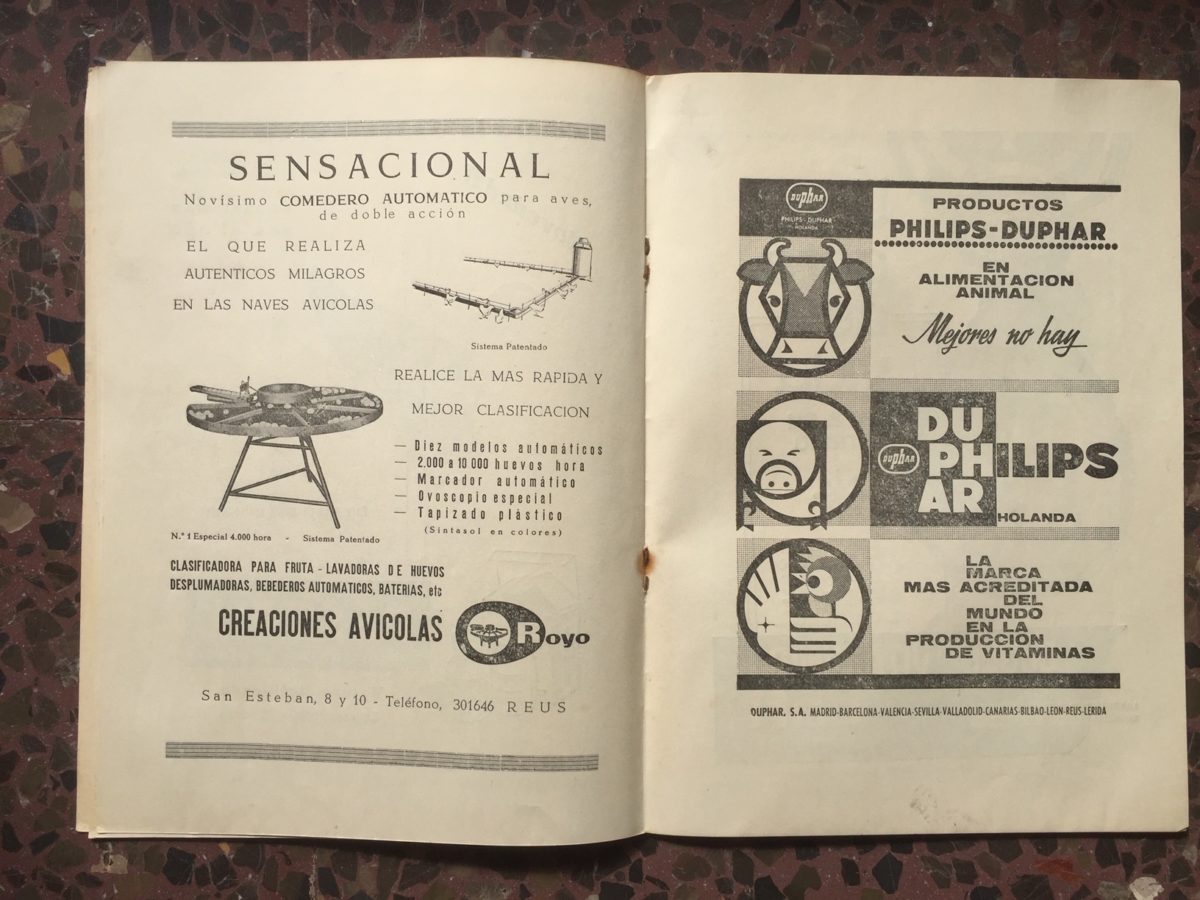 SENSACIONAL
Novísimo COMEDERO AUTOMATICO para aves,
de doble acción
EL QUE REALIZA
AUTENTICOS MILAGROS
EN LAS NAVES AVICOLAS
Sistema Patentado
REALICE LA MAS RAPIDA Y
MEJOR CLASIFICACION
— Diez modelos automáticos
— 2.000 a 10 000 huevos hora
— Marcador automático
— Ovoscopio especial
— Tapizado plástico
(Sintasol en colores)
N.º 1 Especial 4.000 hora - Sistema Patentado
CLASIFICADORA PARA FRUTA - LAVADORAS DE HUEVOS
DESPLUMADORAS, BEBEDEROS AUTOMATICOS, BATERIAS, etc
CREACIONES AVICOLAS Royo
San Esteban, 8 y 10 - Teléfono, 301646 REUS
DUPHAR
PHILIPS-DUPHAR
HOLANDA
PRODUCTOS
PHILIPS-DUPHAR
EN
ALIMENTACION
ANIMAL
Mejores no hay
DU
DUPHAR PHILIPS
AR HOLANDA
LA
MARCA
MAS ACREDITADA
DEL
MUNDO
EN LA
PRODUCCIÓN
DE VITAMINAS
DUPHAR, S.A. MADRID-BARCELONA-VALENCIA-SEVILLA-VALLADOLID-CANARIAS-BILBAO-LEON-REUS-LERIDA